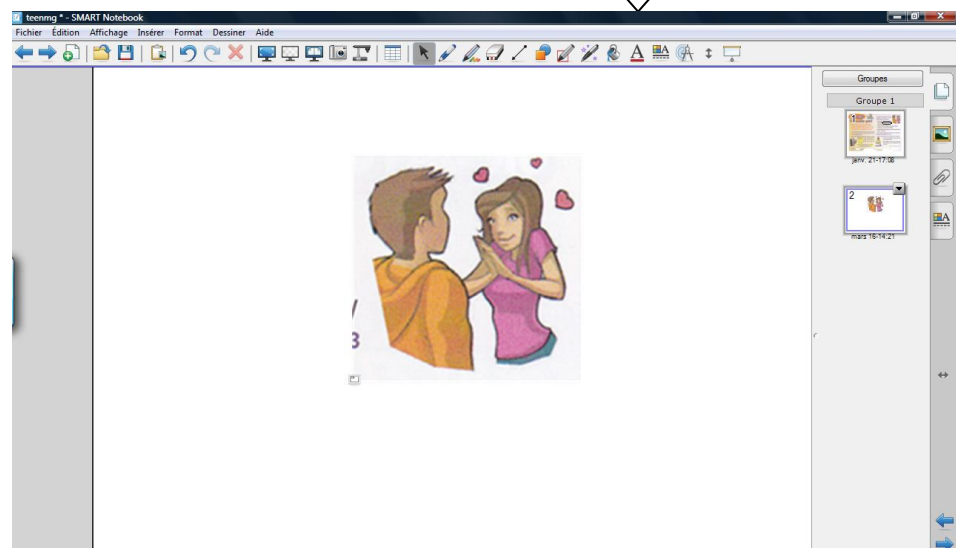 teenmg * - SMART Notebook
Fichier Édition Affichage Insérer Format Dessiner Aide
Groupes
Groupe 1
1
janv. 21-17:08
2
mars 16-14:21
3
A
A